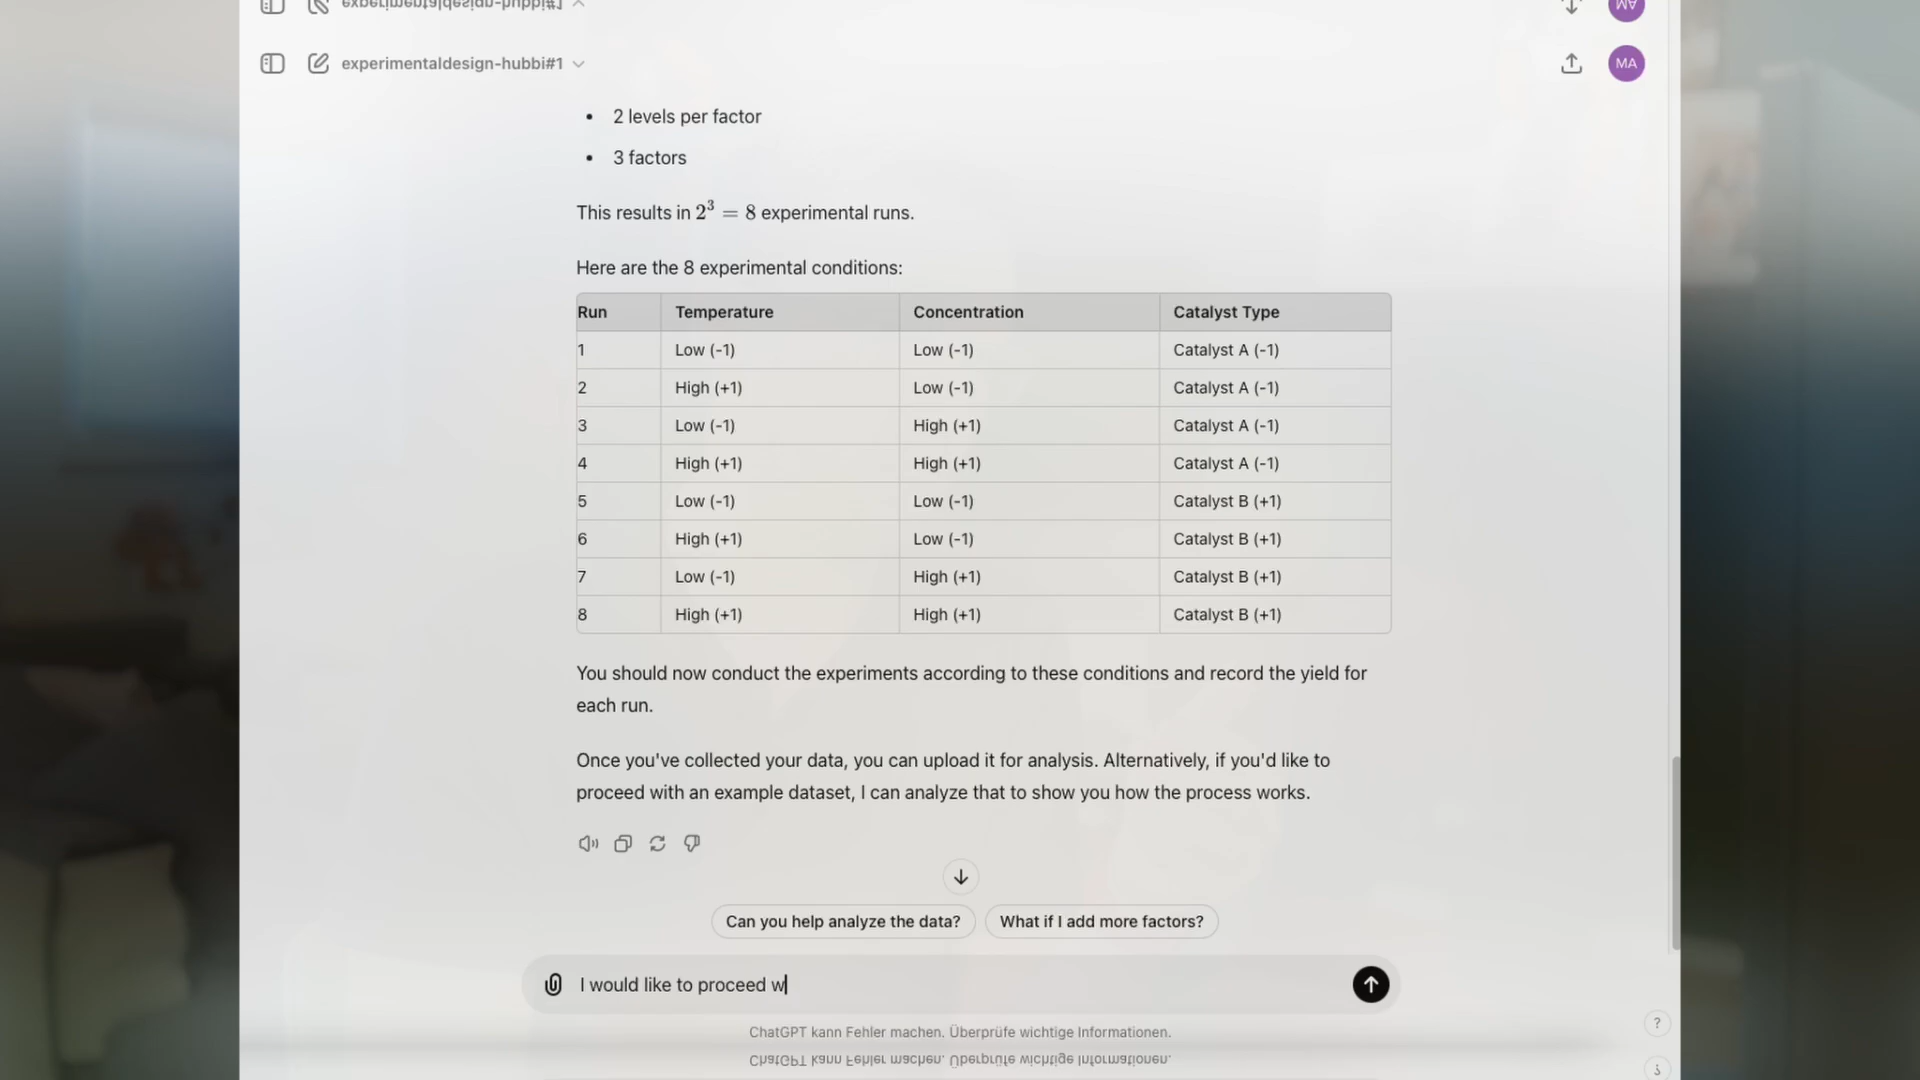 experimentaldesign-hubbi#1
MA
2 levels per factor
3 factors
This results in 2³ = 8 experimental runs.
Here are the 8 experimental conditions:
Run Temperature Concentration Catalyst Type
1 Low (-1) Low (-1) Catalyst A (-1)
2 High (+1) Low (-1) Catalyst A (-1)
3 Low (-1) High (+1) Catalyst A (-1)
4 High (+1) High (+1) Catalyst A (-1)
5 Low (-1) Low (-1) Catalyst B (+1)
6 High (+1) Low (-1) Catalyst B (+1)
7 Low (-1) High (+1) Catalyst B (+1)
8 High (+1) High (+1) Catalyst B (+1)
You should now conduct the experiments according to these conditions and record the yield for
each run.
Once you've collected your data, you can upload it for analysis. Alternatively, if you'd like to
proceed with an example dataset, I can analyze that to show you how the process works.
Can you help analyze the data? What if I add more factors?
I would like to proceed w
ChatGPT kann Fehler machen. Überprüfe wichtige Informationen.
?
ChatGPT kann Fehler machen. Überprüfe wichtige Informationen.